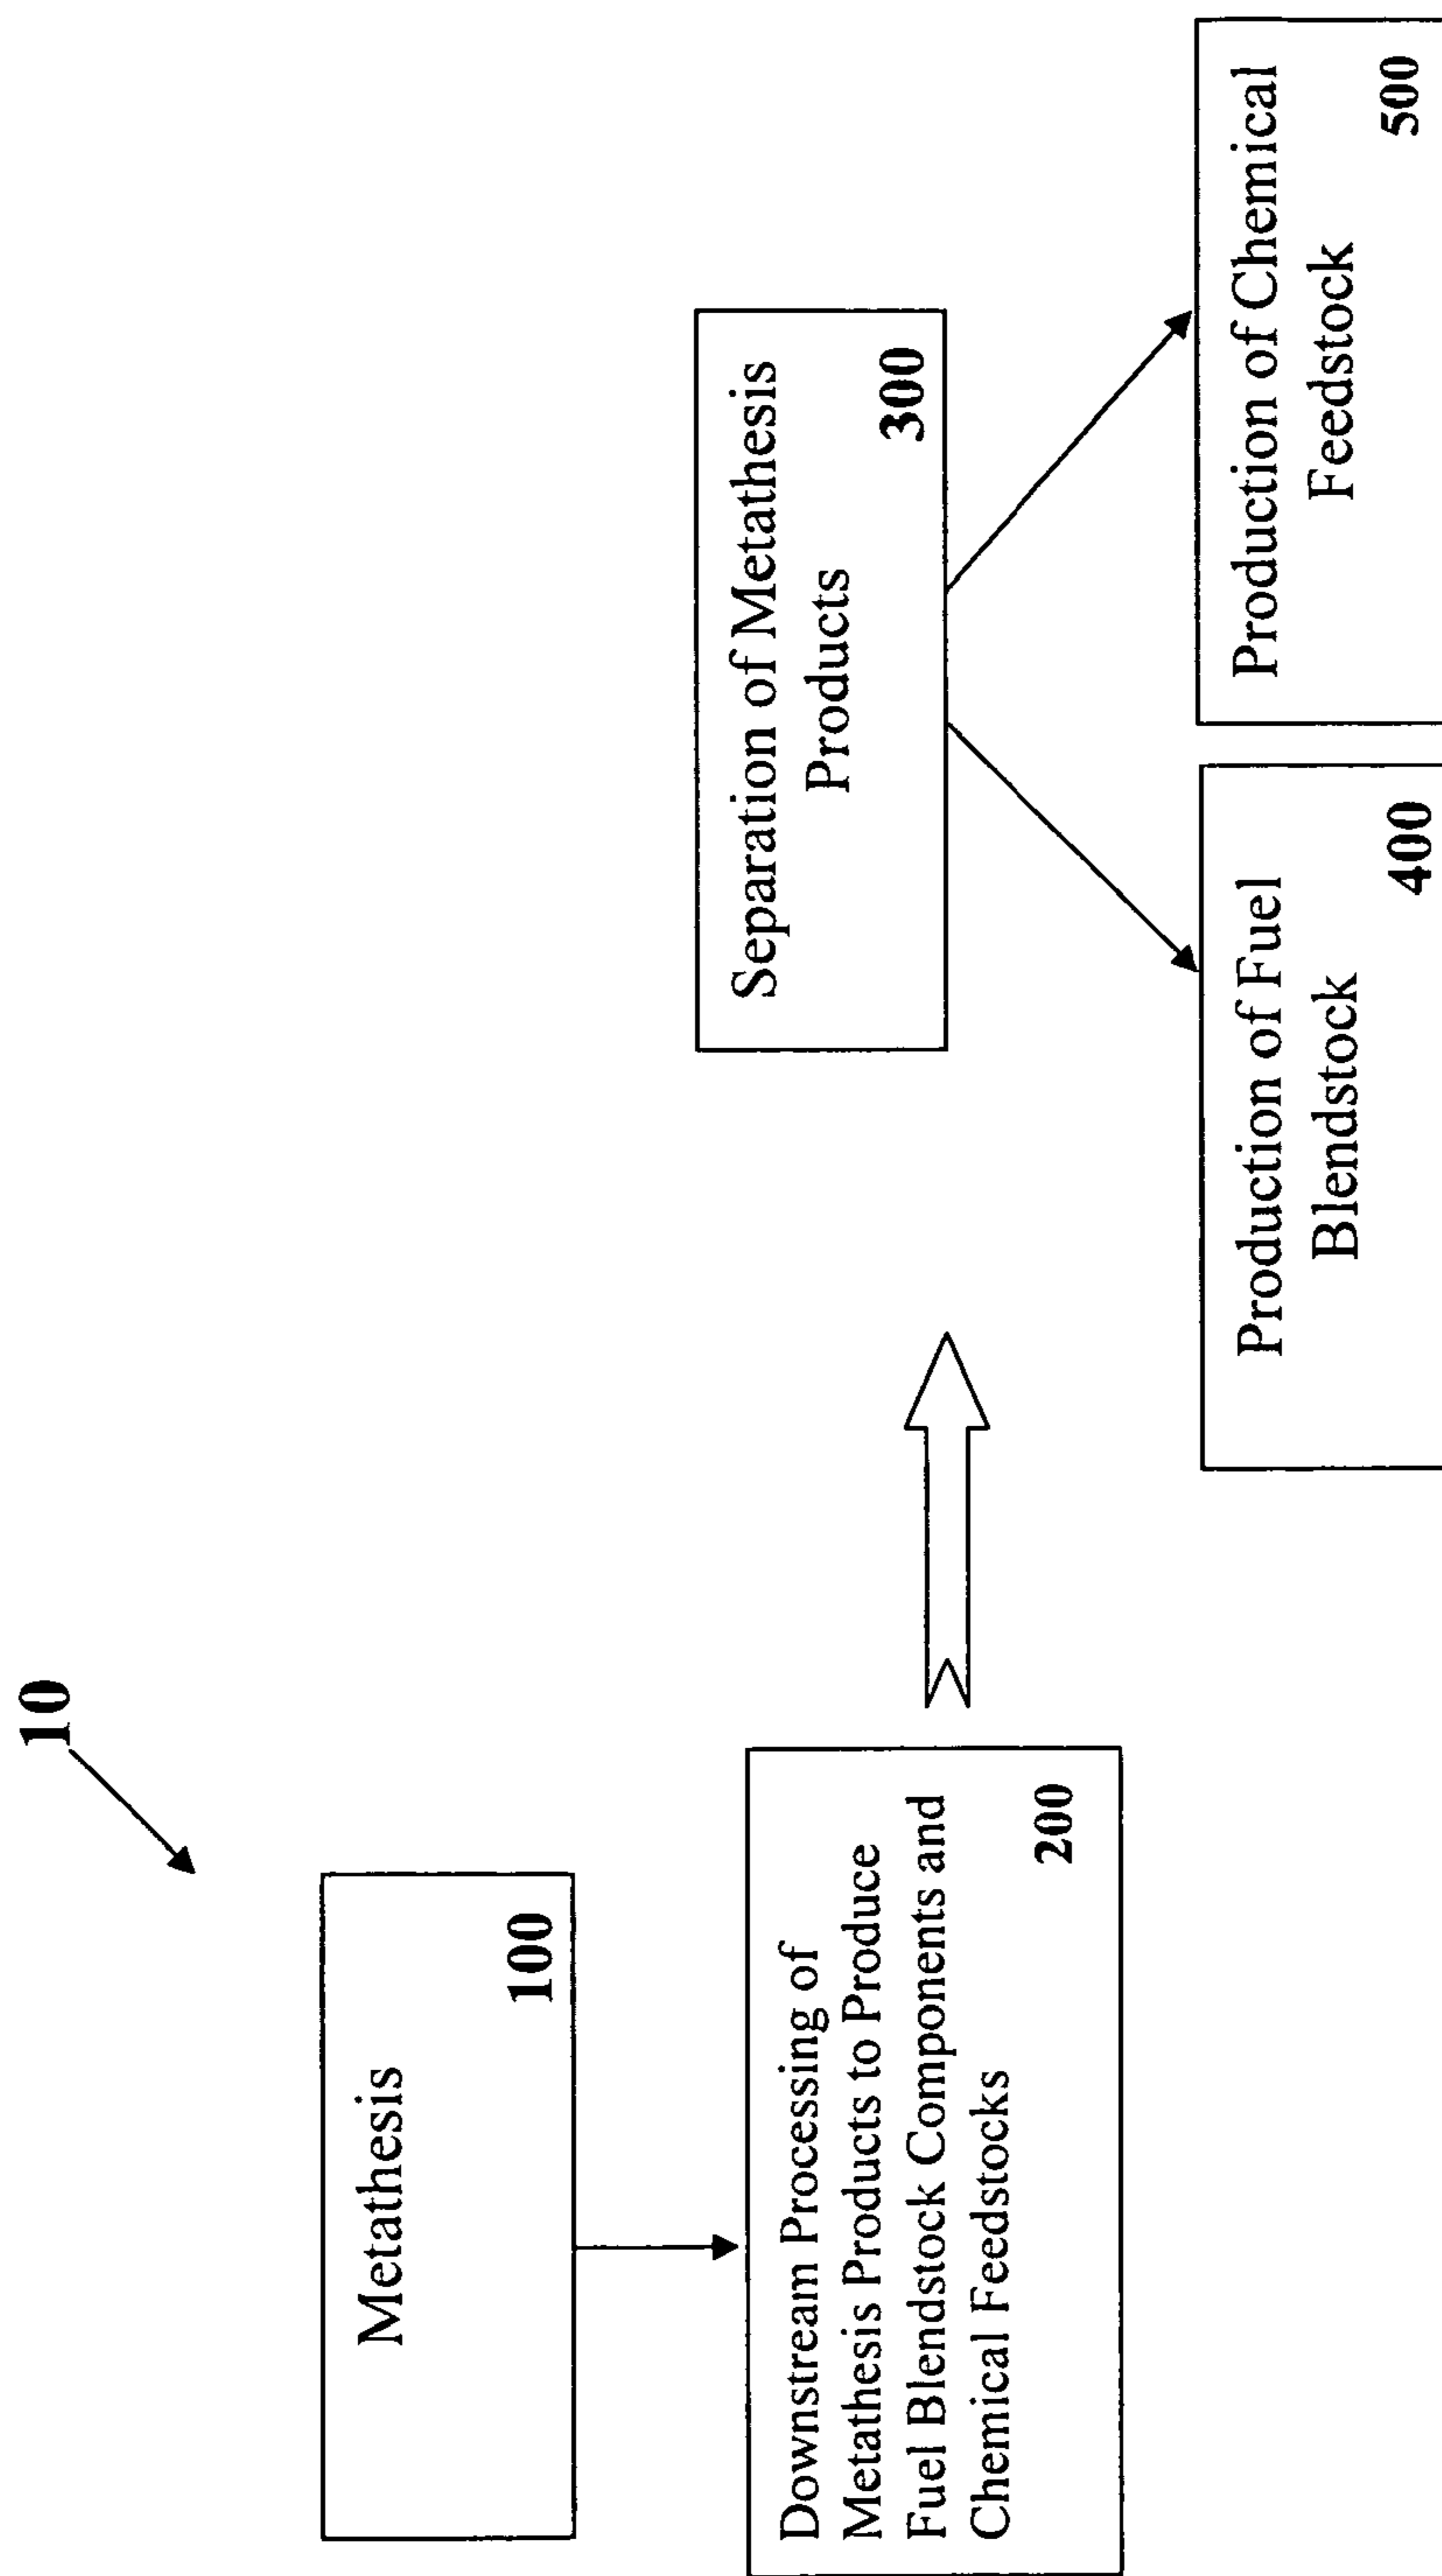 10
Metathesis
100
Downstream Processing of
Metathesis Products to Produce
Fuel Blendstock Components and
Chemical Feedstocks
200
Separation of Metathesis
Products
300
Production of Fuel
Blendstock
400
Production of Chemical
Feedstock
500